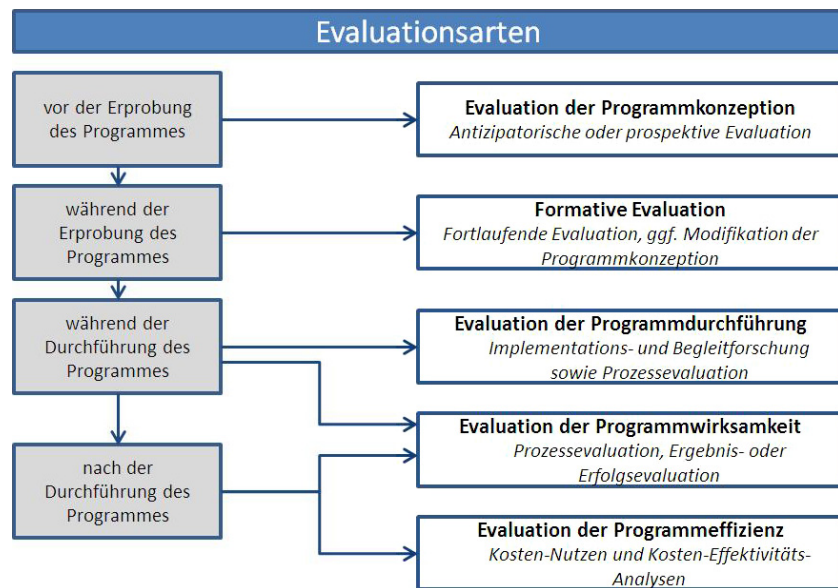 Evaluationsarten
vor der Erprobung
des Programmes
Evaluation der Programmkonzeption
Antizipatorische oder prospektive Evaluation
während der
Erprobung des
Programmes
Formative Evaluation
Fortlaufende Evaluation, ggf. Modifikation der
Programmkonzeption
während der
Durchführung des
Programmes
Evaluation der Programmdurchführung
Implementations- und Begleitforschung
sowie Prozessevaluation
Evaluation der Programmwirksamkeit
Prozessevaluation, Ergebnis- oder
Erfolgsevaluation
nach der
Durchführung des
Programmes
Evaluation der Programmeffizienz
Kosten-Nutzen und Kosten-Effektivitäts-
Analysen